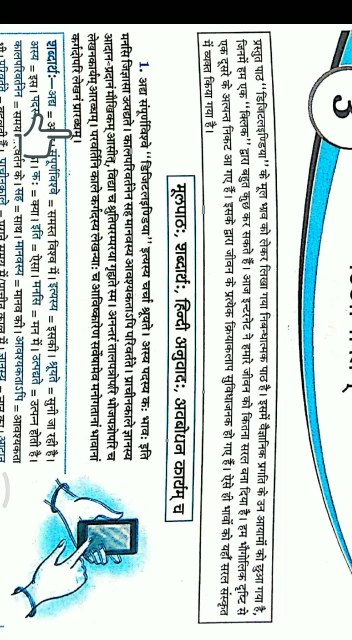 3
प्रस्तुत पाठ "डिजिटलइण्डिया" के मूल भाव को लेकर लिखा गया निबन्धात्मक पाठ है। इसमें वैज्ञानिक प्रगति के उन आयामों को छुआ गया है,
जिनमें हम एक "क्लिक" द्वारा बहुत कुछ कर सकते हैं। आज इन्टरनेट ने हमारे जीवन को कितना सरल बना दिया है। हम भौगोलिक दृष्टि से
एक दूसरे के अत्यन्त निकट आ गए हैं। इसके द्वारा जीवन के प्रत्येक क्रियाकलाप सुविधाजनक हो गए हैं। ऐसे ही भावों को यहाँ सरल संस्कृत
में व्यक्त किया गया है।
मूलपाठः, शब्दार्थः, हिन्दी अनुवादः, अवबोधन कार्यम् च
1. अद्य संपूर्णविश्वे "डिजिटलइण्डिया" इत्यस्य चर्चा श्रूयते। अस्य पदस्य कः भावः इति
मनसि जिज्ञासा उत्पद्यते। कालपरिवर्तनेन सह मानवस्य आवश्यकताऽपि परिवर्तते। प्राचीनकाले ज्ञानस्य
आदान-प्रदानं मौखिकम् आसीत्, विद्या च श्रुतिपरम्परया गृह्यते स्म। अनन्तरं तालपत्रोपरि भोजपत्रोपरि च
लेखनकार्यम् आरब्धम्। परवर्तिनि काले कर्गदस्य लेखन्याः च आविष्कारेण सर्वेषामेव मनोगतानां भावानां
कर्गदोपरि लेखनं प्रारब्धम्।
शब्दार्थः–अद्य = संपूर्णविश्वे = समस्त विश्व में। इत्यस्य = इसकी। श्रूयते = सुनी जा रही है।
अस्य = इस। कः = क्या। इति = ऐसा। मनसि = मन में। उत्पद्यते = उत्पन्न होती है।
कालपरिवर्तनेन = समय सह = साथ। मानवस्य = मानव की। आवश्यकताऽपि = आवश्यकता
भी। परिवर्तते = बदलती है। प्राचीनकाले = ज्ञानस्य = ज्ञान का। आदान